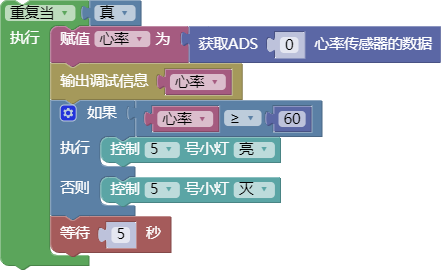 重复当 真
执行 赋值 心率 为 获取ADS 0 心率传感器的数据
输出调试信息 心率
如果 心率 ≥ 60
执行 控制 5 号小灯 亮
否则 控制 5 号小灯 灭
等待 5 秒